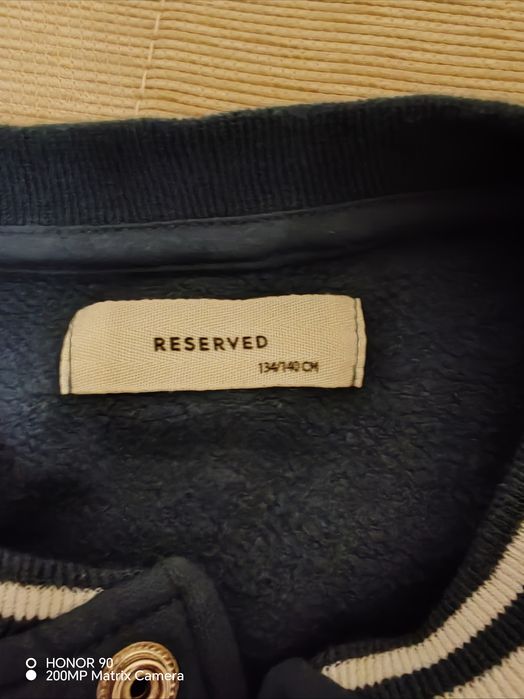 RESERVED
134/140 CM
HONOR 90
200MP Matrix Camera